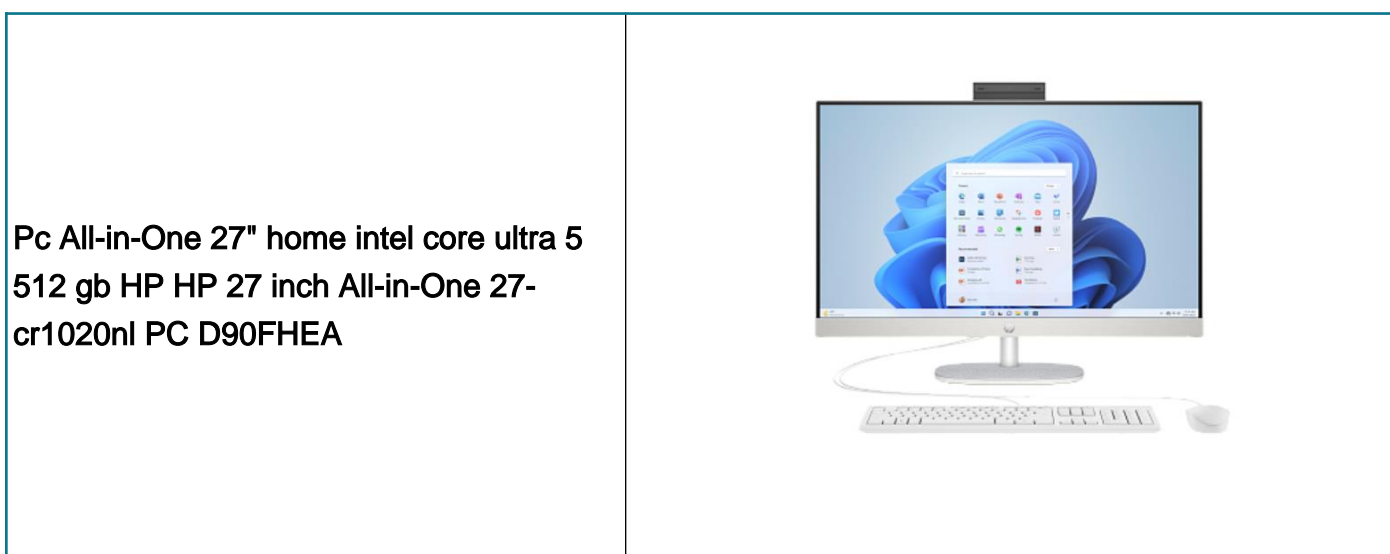 Pc All-in-One 27" home intel core ultra 5
512 gb HP HP 27 inch All-in-One 27-
cr1020nl PC D90FHEA